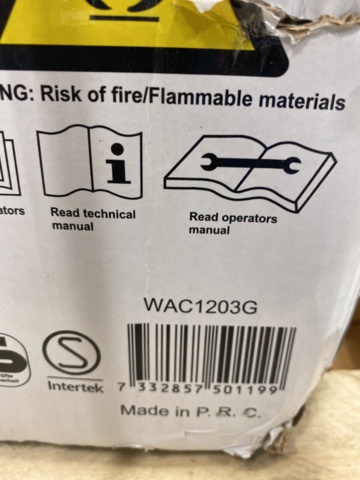 NG: Risk of fire/Flammable materials
ators
Read technical
manual
Read operators
manual
WAC1203G
S
Intertek
7 332857 501199
Made in P. R. C.